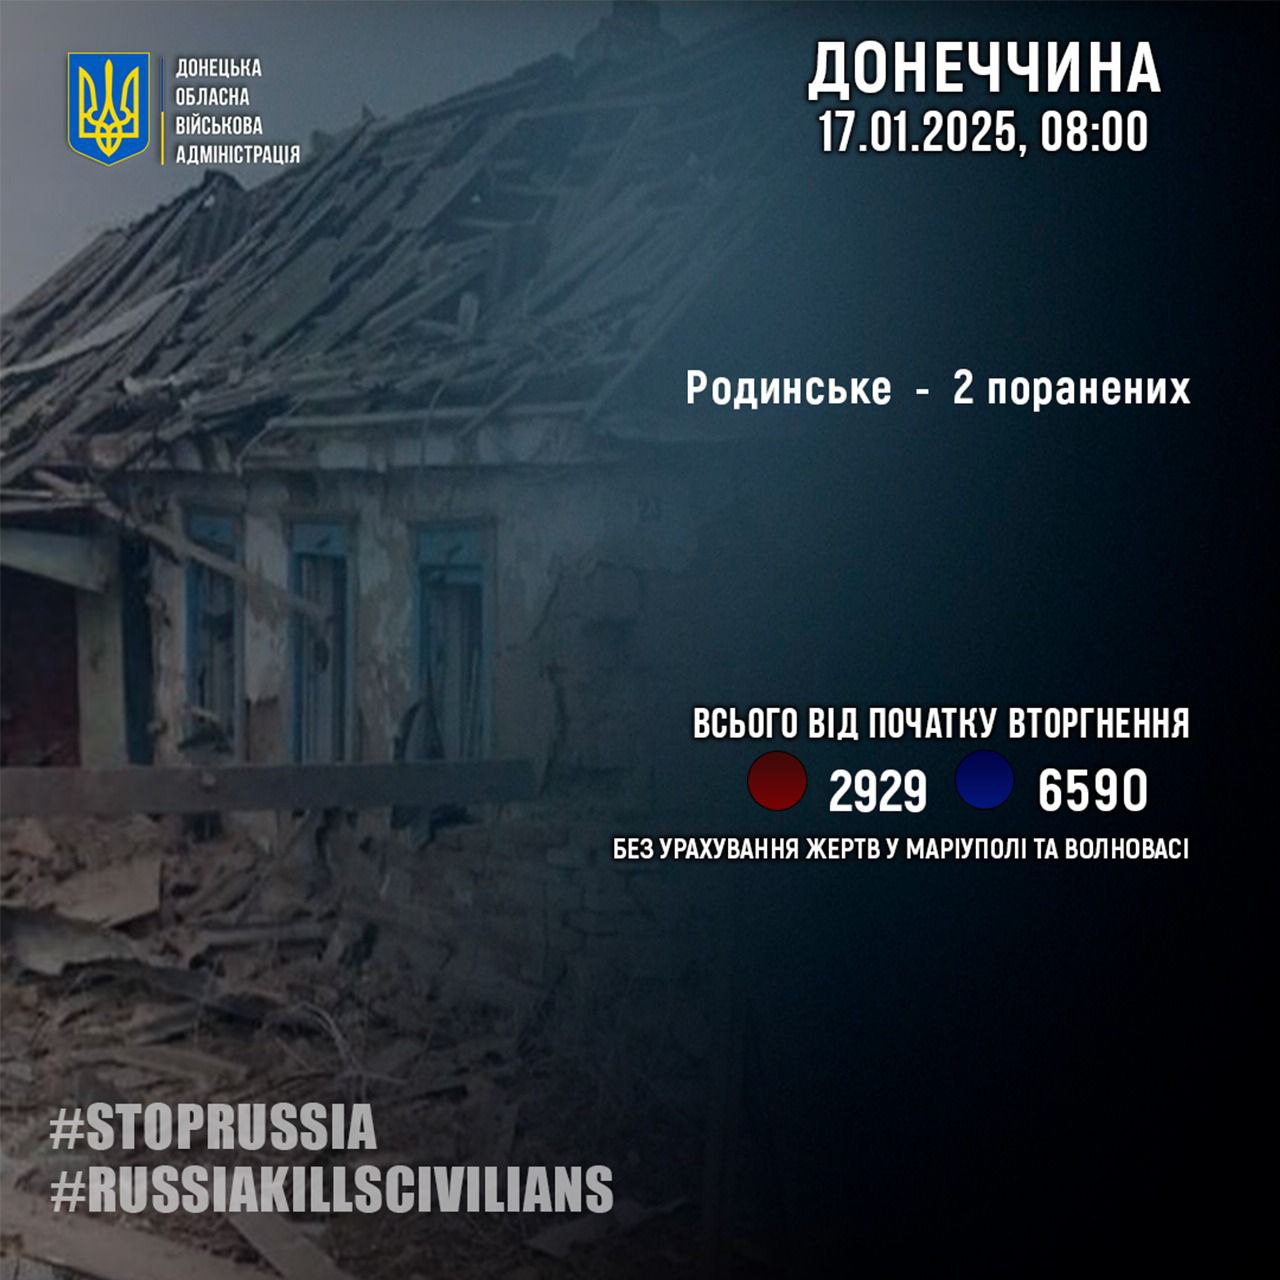 ДОНЕЦЬКА
ОБЛАСНА
ВІЙСЬКОВА
АДМІНІСТРАЦІЯ
ДОНЕЧЧИНА
17.01.2025, 08:00
Родинське - 2 поранених
23
ВСЬОГО ВІД ПОЧАТКУ ВТОРГНЕННЯ
2929 6590
БЕЗ УРАХУВАННЯ ЖЕРТВ У МАРІУПОЛІ ТА ВОЛНОВАСІ
#STOPRUSSIA
#RUSSIAKILLSCIVILIANS